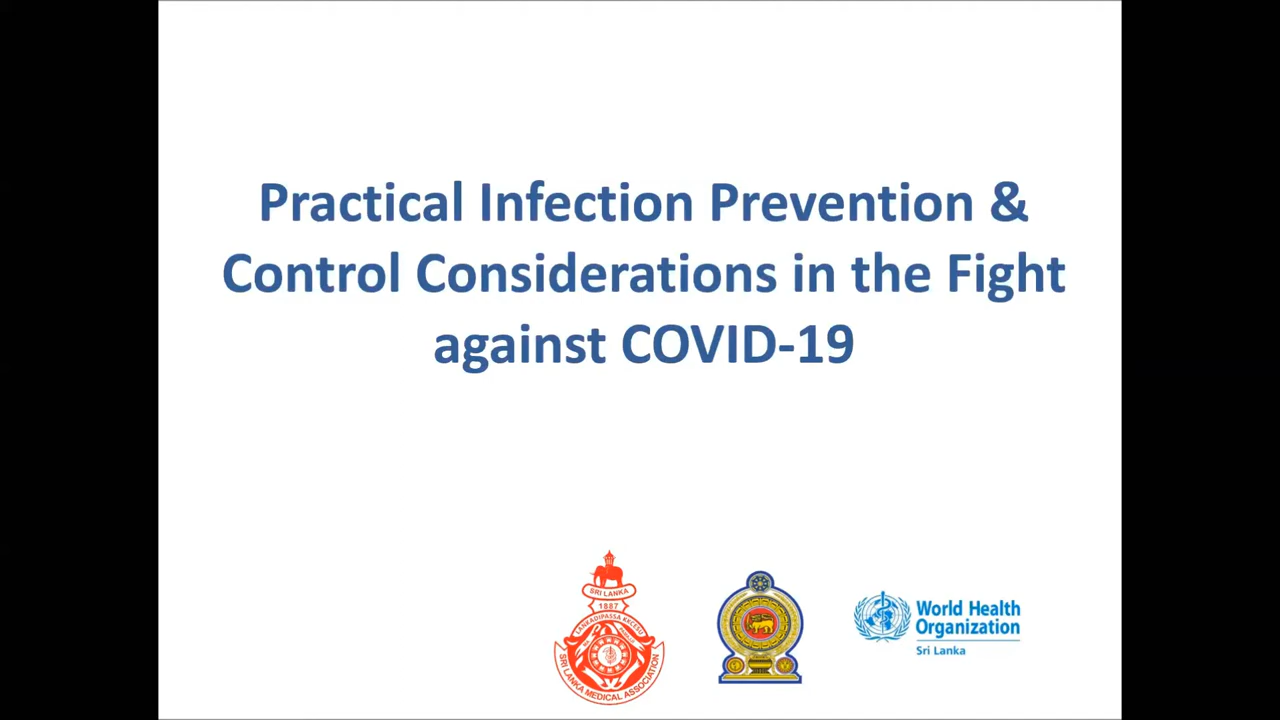 Practical Infection Prevention &
Control Considerations in the Fight
against COVID-19
SRI LANKA
1887
SRI LANKA MEDICAL ASSOCIATION
World Health
Organization
Sri Lanka